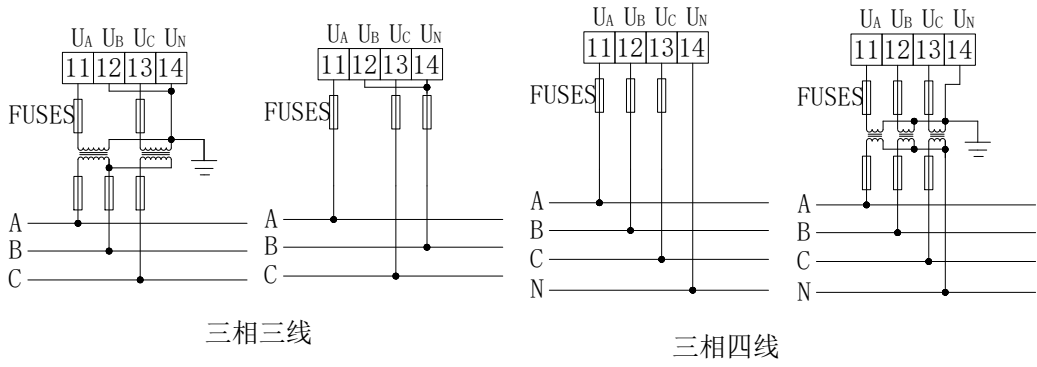 UA UB UC UN
11 12 13 14
FUSES
A
B
C
UA UB UC UN
11 12 13 14
FUSES
A
B
C
三相三线
UA UB UC UN
11 12 13 14
FUSES
A
B
C
N
UA UB UC UN
11 12 13 14
FUSES
A
B
C
N
三相四线